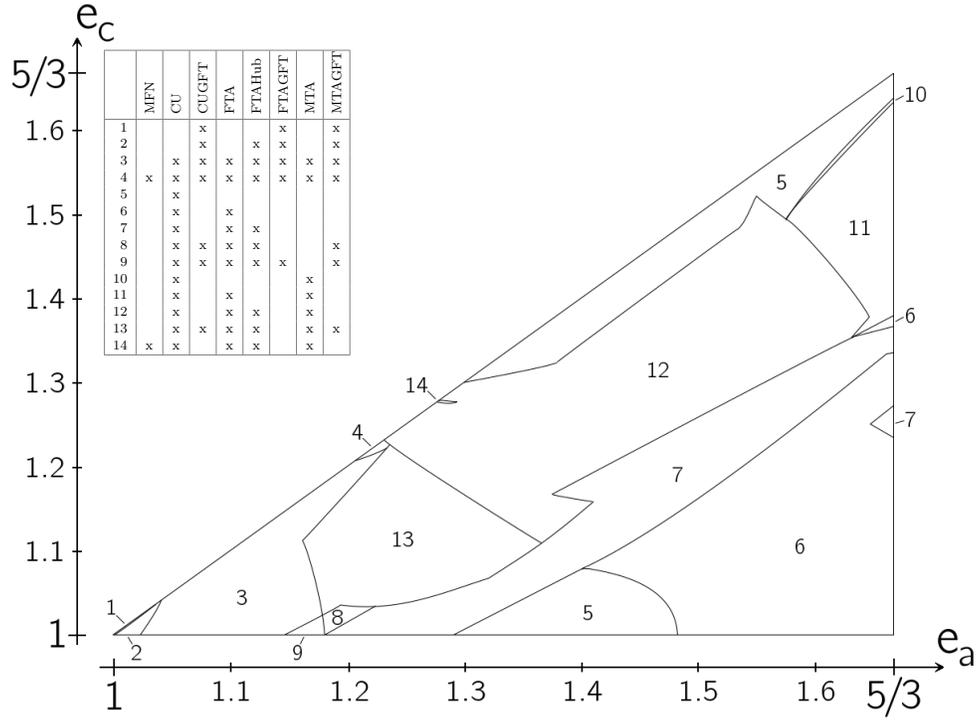 e_c
5/3
1.6
1.5
1.4
1.3
1.2
1.1
1
MFN CU CUGFT FTA FTAHub FTAGFT MTA MTAGFT
1 x x x
2 x x x x
3 x x x x x x x
4 x x x x x x x x
5 x
6 x x
7 x x x
8 x x x x x
9 x x x x x x
10 x x
11 x x x
12 x x x x
13 x x x x x x
14 x x x x x
10
5
11
6
12
14
7
4
7
13
6
3
1
8
5
2
9
1 1.1 1.2 1.3 1.4 1.5 1.6 5/3
e_a